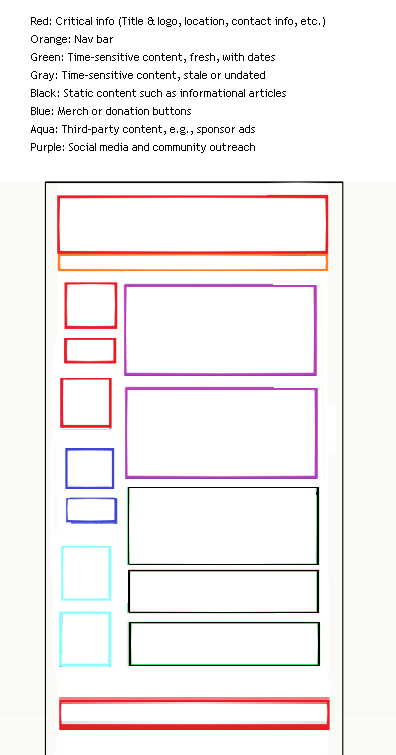 Red: Critical info (Title & logo, location, contact info, etc.)
Orange: Nav bar
Green: Time-sensitive content, fresh, with dates
Gray: Time-sensitive content, stale or undated
Black: Static content such as informational articles
Blue: Merch or donation buttons
Aqua: Third-party content, e.g., sponsor ads
Purple: Social media and community outreach